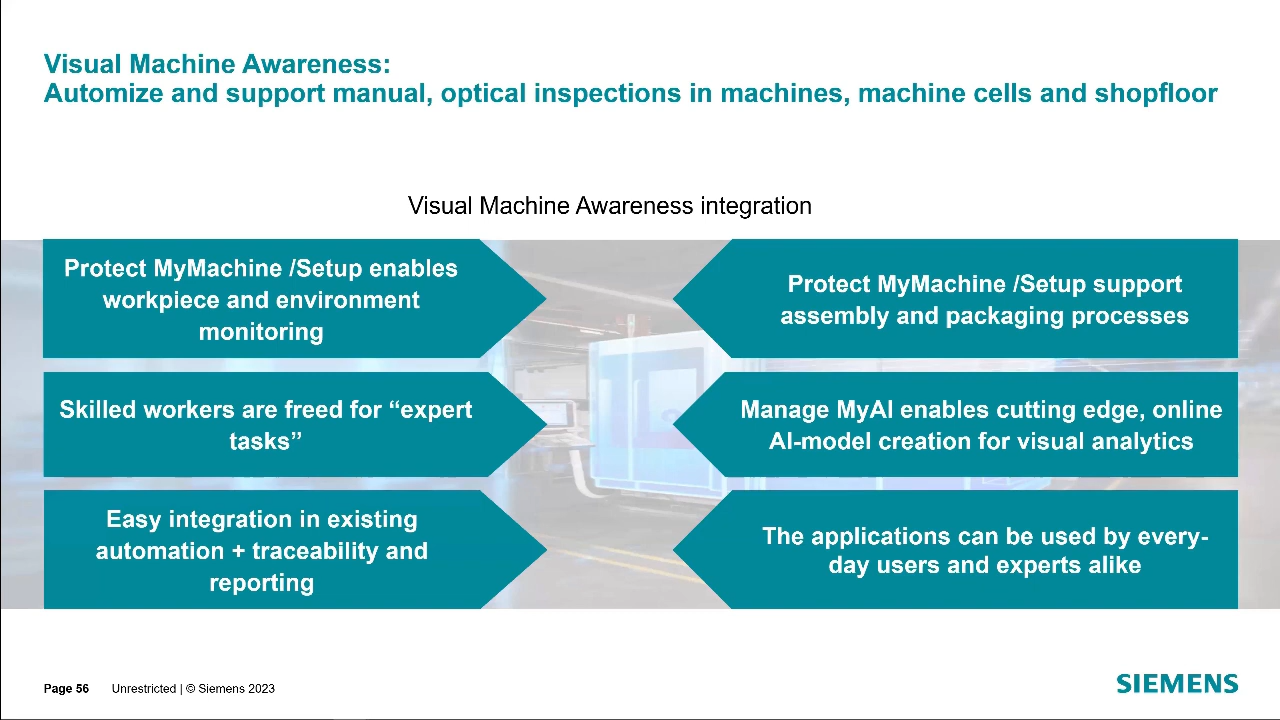 Visual Machine Awareness:
Automize and support manual, optical inspections in machines, machine cells and shopfloor
Visual Machine Awareness integration
Protect MyMachine /Setup enables
workpiece and environment
monitoring
Protect MyMachine /Setup support
assembly and packaging processes
Skilled workers are freed for “expert
tasks”
Manage MyAI enables cutting edge, online
AI-model creation for visual analytics
Easy integration in existing
automation + traceability and
reporting
The applications can be used by every-
day users and experts alike
Page 56 Unrestricted | © Siemens 2023
SIEMENS